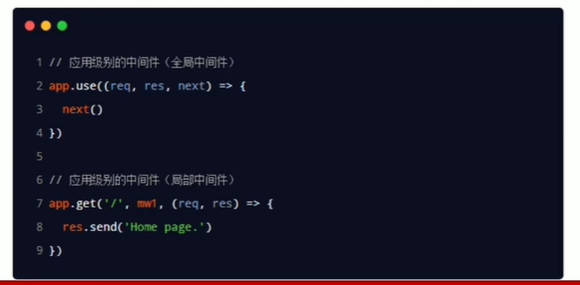 1 // 应用级别的中间件（全局中间件）
2 app.use((req, res, next) => {
3   next()
4 })
5
6 // 应用级别的中间件（局部中间件）
7 app.get('/', mw1, (req, res) => {
8   res.send('Home page.')
9 })